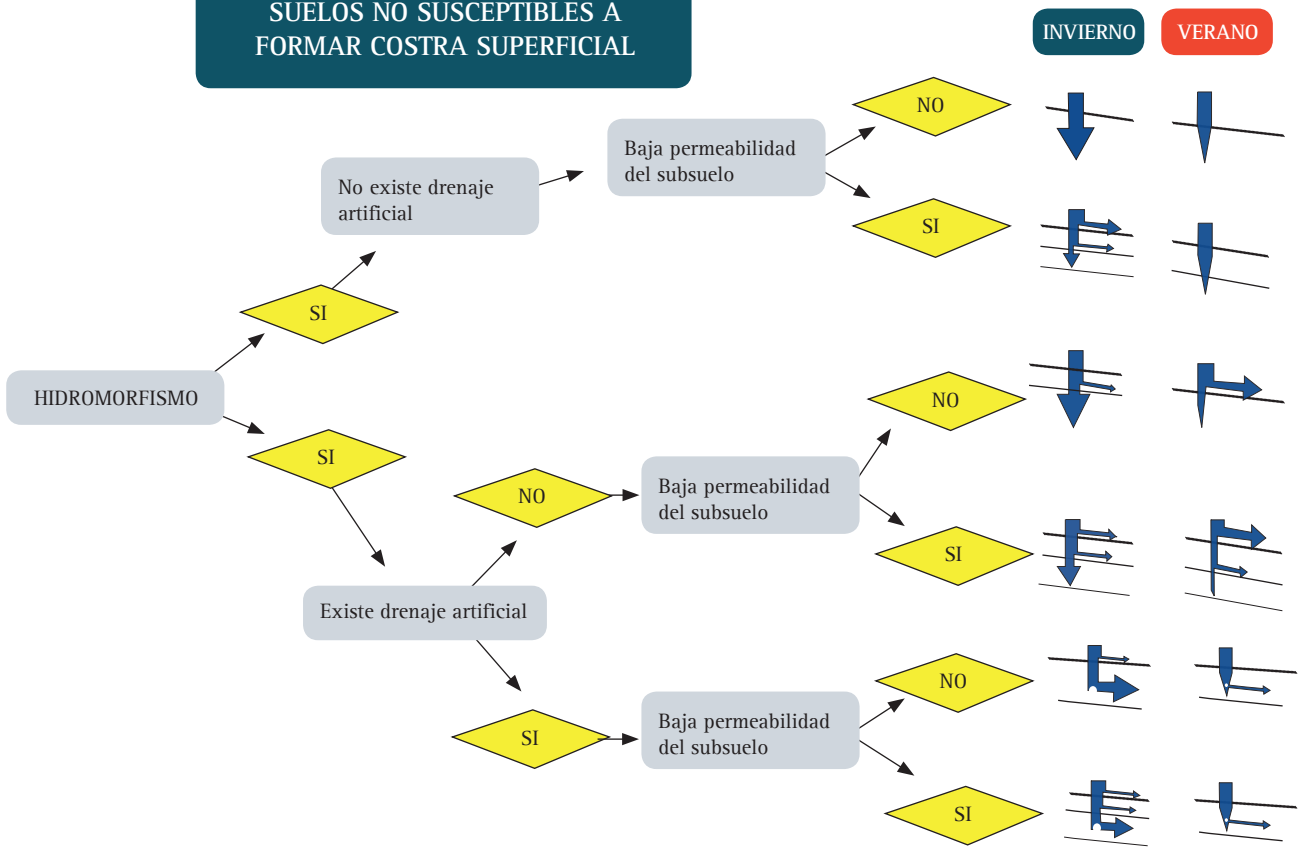 SUELOS NO SUSCEPTIBLES A
FORMAR COSTRA SUPERFICIAL
INVIERNO
VERANO
NO
Baja permeabilidad
del subsuelo
No existe drenaje
artificial
SI
SI
HIDROMORFISMO
NO
SI
NO
Baja permeabilidad
del subsuelo
SI
Existe drenaje artificial
NO
Baja permeabilidad
del subsuelo
SI
SI